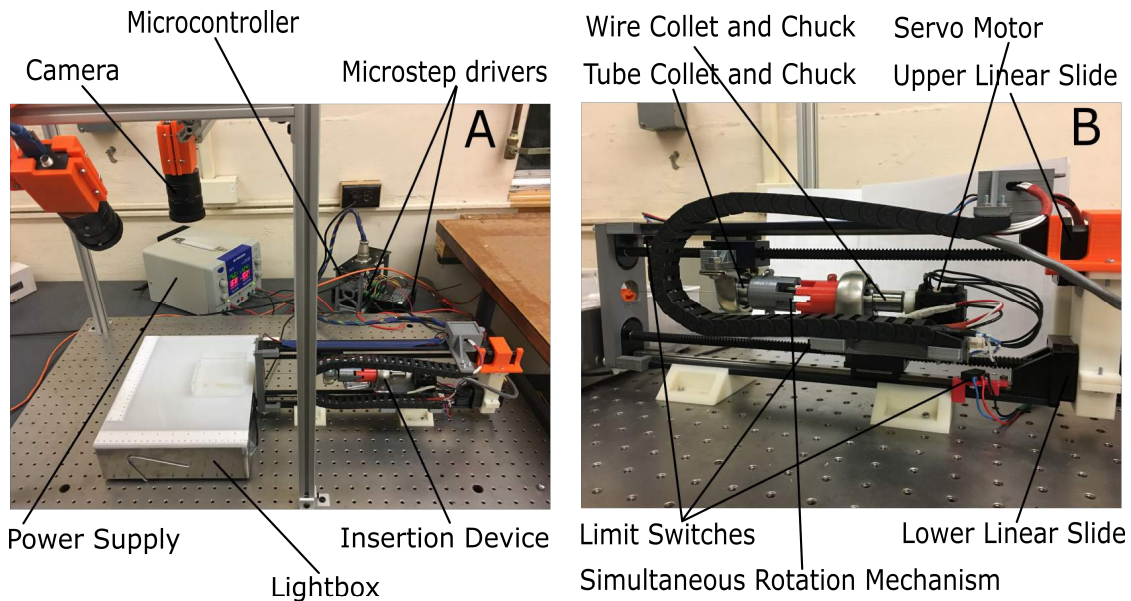 Microcontroller
Camera
Microstep drivers
A
Power Supply
Insertion Device
Lightbox
Wire Collet and Chuck
Servo Motor
Tube Collet and Chuck
Upper Linear Slide
B
Limit Switches
Lower Linear Slide
Simultaneous Rotation Mechanism